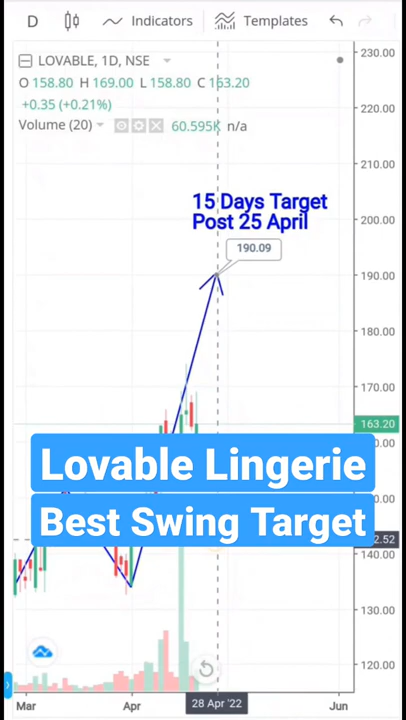 D Indicators Templates
LOVABLE, 1D, NSE
O 158.80 H 169.00 L 158.80 C 163.20
+0.35 (+0.21%)
Volume (20) 60.595K n/a
230.00
220.00
210.00
15 Days Target
Post 25 April
200.00
190.09
190.00
180.00
170.00
163.20
Lovable Lingerie
Best Swing Target
140.00
130.00
120.00
Mar Apr 28 Apr '22 Jun